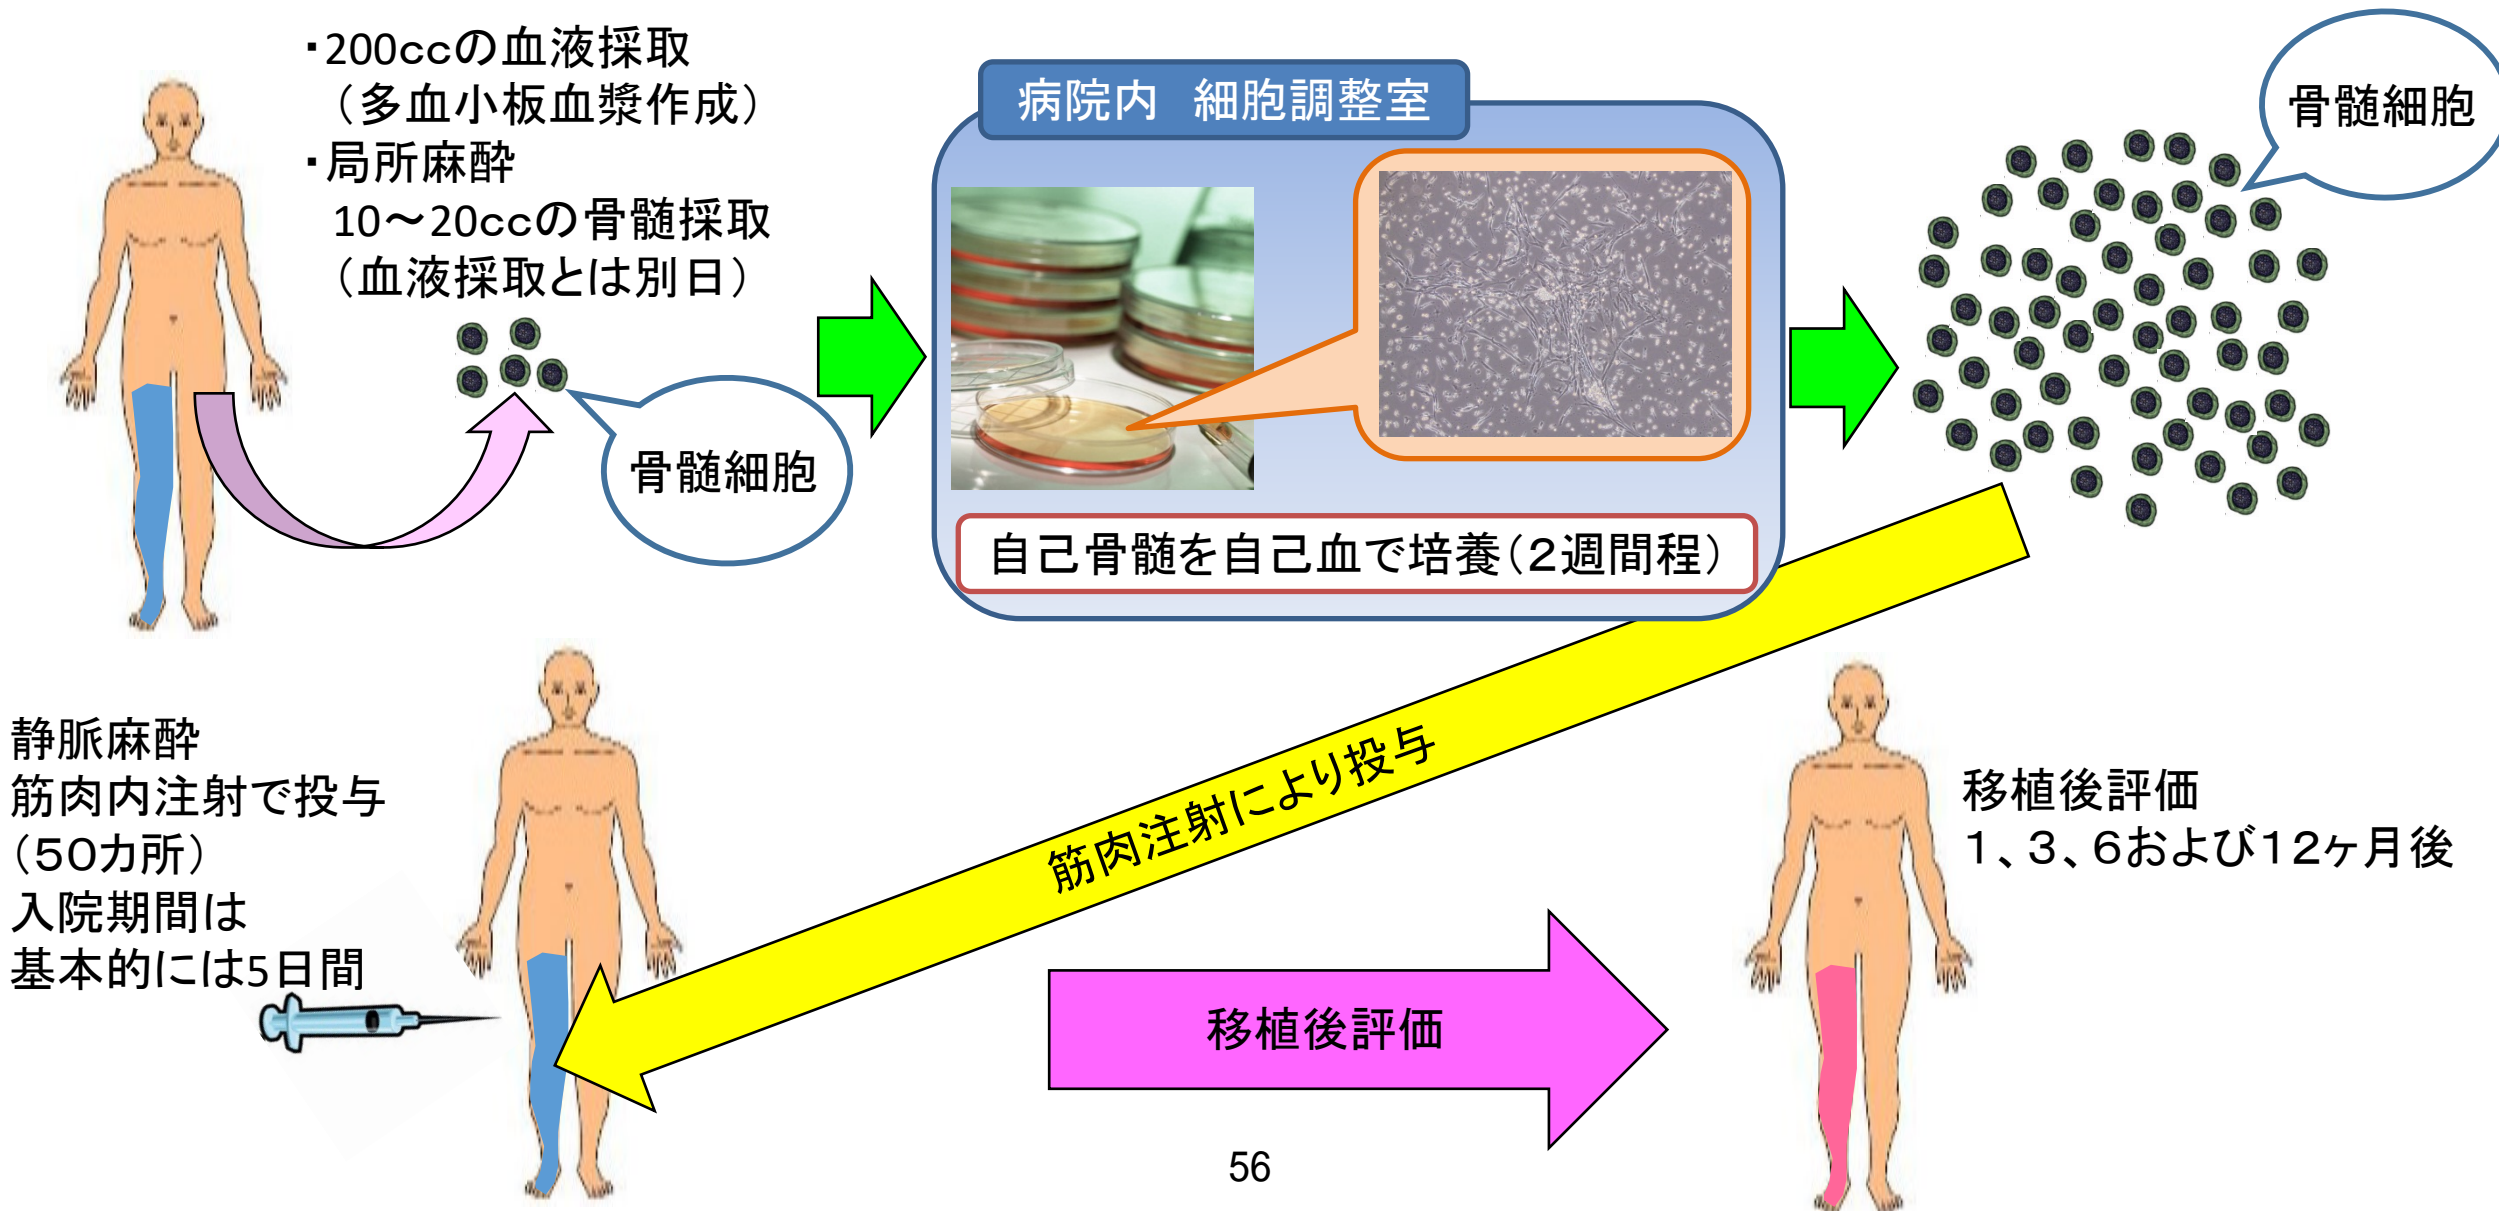 ・200ccの血液採取
（多血小板血漿作成）
・局所麻酔
10～20ccの骨髄採取
（血液採取とは別日）
骨髄細胞
病院内　細胞調整室
自己骨髄を自己血で培養（２週間程）
骨髄細胞
筋肉注射により投与
静脈麻酔
筋肉内注射で投与
（５０カ所）
入院期間は
基本的には5日間
移植後評価
移植後評価
１、３、６および１２ヶ月後
56